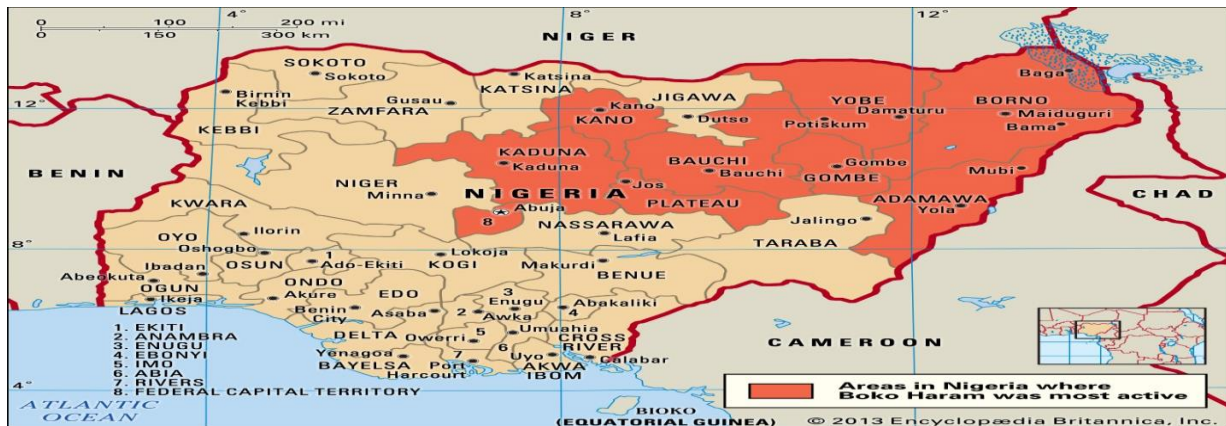 4° 8° 12°
0 200 mi
0 150 300 km
NIGER
SOKOTO
Sokoto
Katsina
KATSINA
Birnin
Kebbi
Gusau
ZAMFARA
JIGAWA
Dutse
Kano
KANO
YOBE
Damaturu
Potiskum
Baga
BORNO
Maiduguri
Bama
12°
KEBBI
KADUNA
Kaduna
BAUCHI
Bauchi
Gombe
GOMBE
Mubi
BENIN
NIGER
Minna
NIGERIA
Jos
PLATEAU
ADAMAWA
Yola
CHAD
KWARA
Abuja
8
NASSARAWA
Lafia
Jalingo
TARABA
8°
OYO
Ilorin
Oshogbo
OSUN
1
Ado-Ekiti
Lokoja
KOGI
Makurdi
BENUE
Ibadan
Abeokuta
OGUN
Ikeja
LAGOS
ONDO
Akure
EDO
Benin
City
Asaba
2
3
Enugu
Awka
4
Abakaliki
DELTA
Owerri
5
Umuahia
6
CROSS
RIVER
Yenagoa
BAYELSA
7
Port
Harcourt
Uyo
AKWA
IBOM
Calabar
CAMEROON
1. EKITI
2. ANAMBRA
3. ENUGU
4. EBONYI
5. IMO
6. ABIA
7. RIVERS
8. FEDERAL CAPITAL TERRITORY
4°
ATLANTIC
OCEAN
BIOKO
(EQUATORIAL GUINEA)
Areas in Nigeria where
Boko Haram was most active
© 2013 Encyclopædia Britannica, Inc.